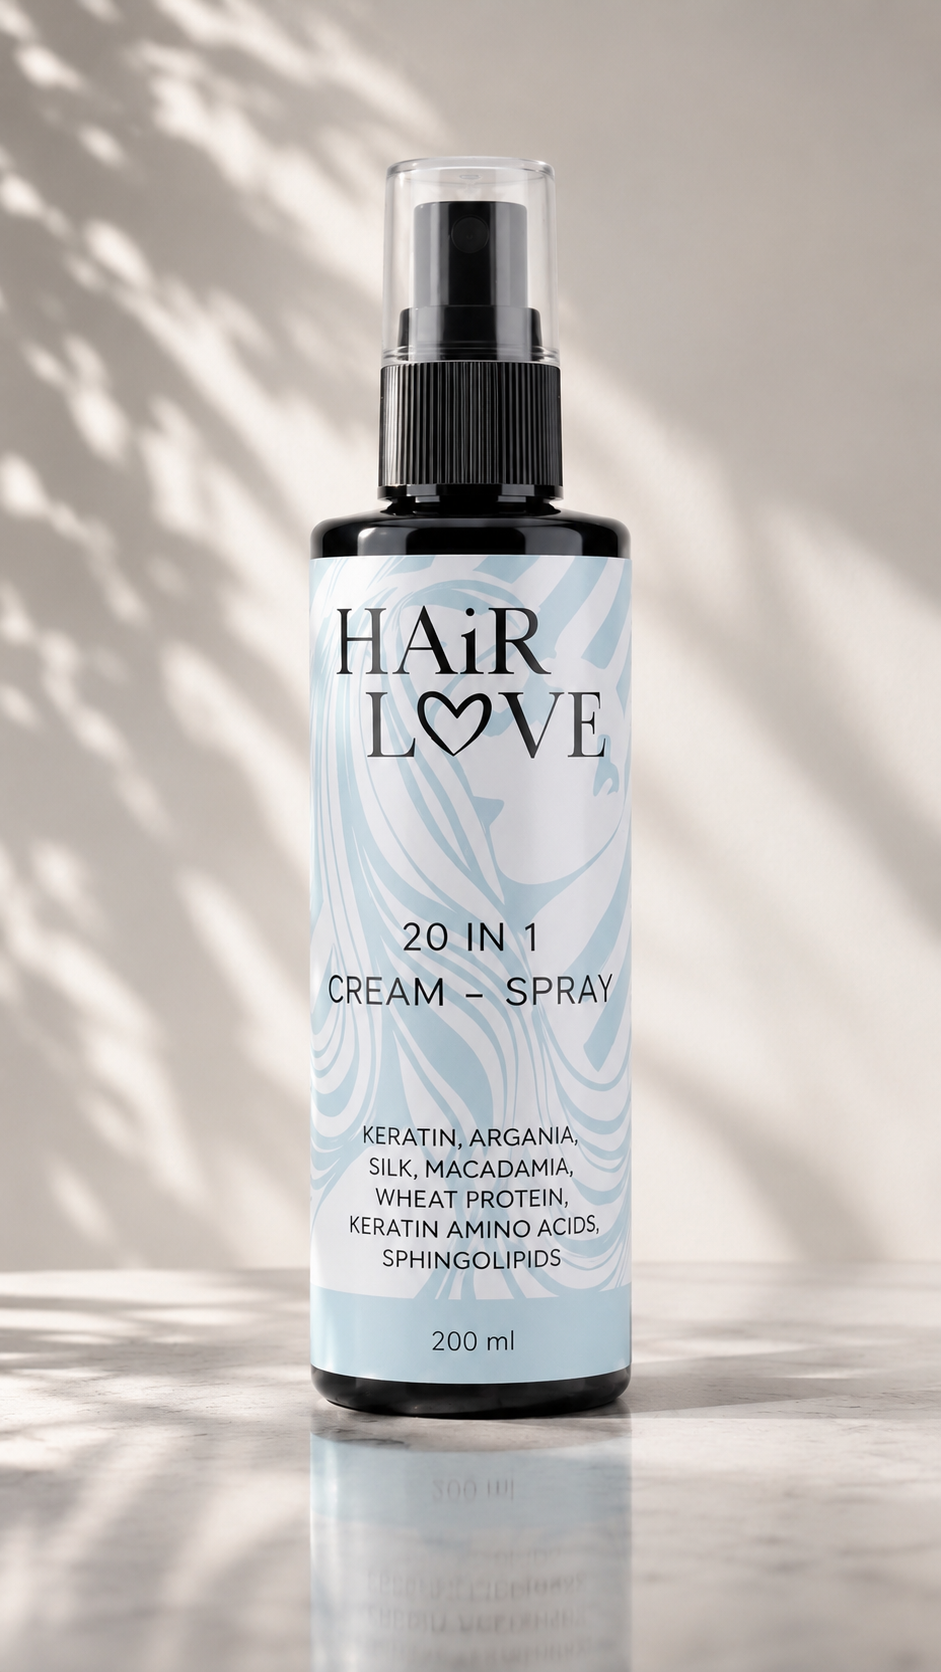 HAiR
L♡VE
20 IN 1
CREAM – SPRAY
KERATIN, ARGANIA,
SILK, MACADAMIA,
WHEAT PROTEIN,
KERATIN AMINO ACIDS,
SPHINGOLIPIDS
200 ml